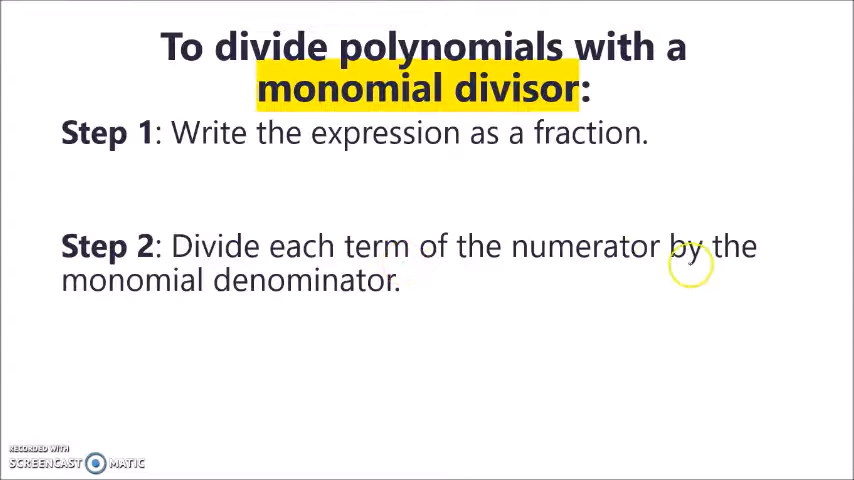 To divide polynomials with a
monomial divisor:
Step 1: Write the expression as a fraction.
Step 2: Divide each term of the numerator by the
monomial denominator.
RECORDED WITH
SCREENCAST MATIC